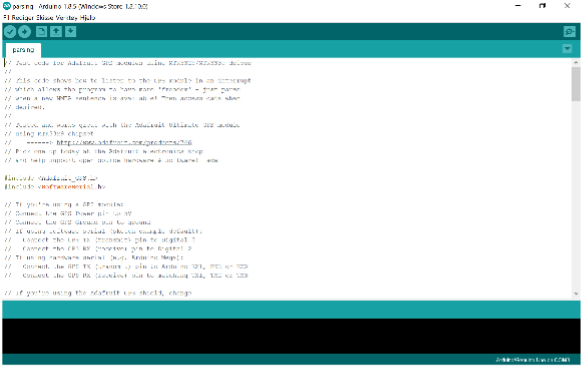 parsing - Arduino 1.8.5 (Windows Store 1.8.10.0)
Fil Rediger Skisse Verktøy Hjelp
parsing
// Test code for Adafruit GPS modules using driver
//
// This code shows how to listen to the GPS module in an interrupt
// which allows the program to have more 'freedom' - just parse
// when a new NMEA sentence is available! Then access data when
// desired.
//
// Tested and works great with the Adafruit Ultimate GPS module
// using chipset
// ------> http://www.adafruit.com/products/746
// Pick one up today at the Adafruit electronics shop
// and help support open source hardware & software! -ada
#include <Adafruit_GPS.h>
#include <SoftwareSerial.h>
// If you're using a GPS module:
// Connect the GPS Power pin to 5V
// Connect the GPS Ground pin to ground
// If using software serial (sketch example default):
// Connect the GPS TX (transmit) pin to Digital
// Connect the GPS RX (receive) pin to Digital 2
// If using hardware serial (e.g. Arduino Mega):
// Connect the GPS TX (transmit) pin to Arduino RX1, RX2 or RX3
// Connect the GPS RX (receive) pin to matching TX1, TX2 or TX3
// If you're using the Adafruit GPS shield, change